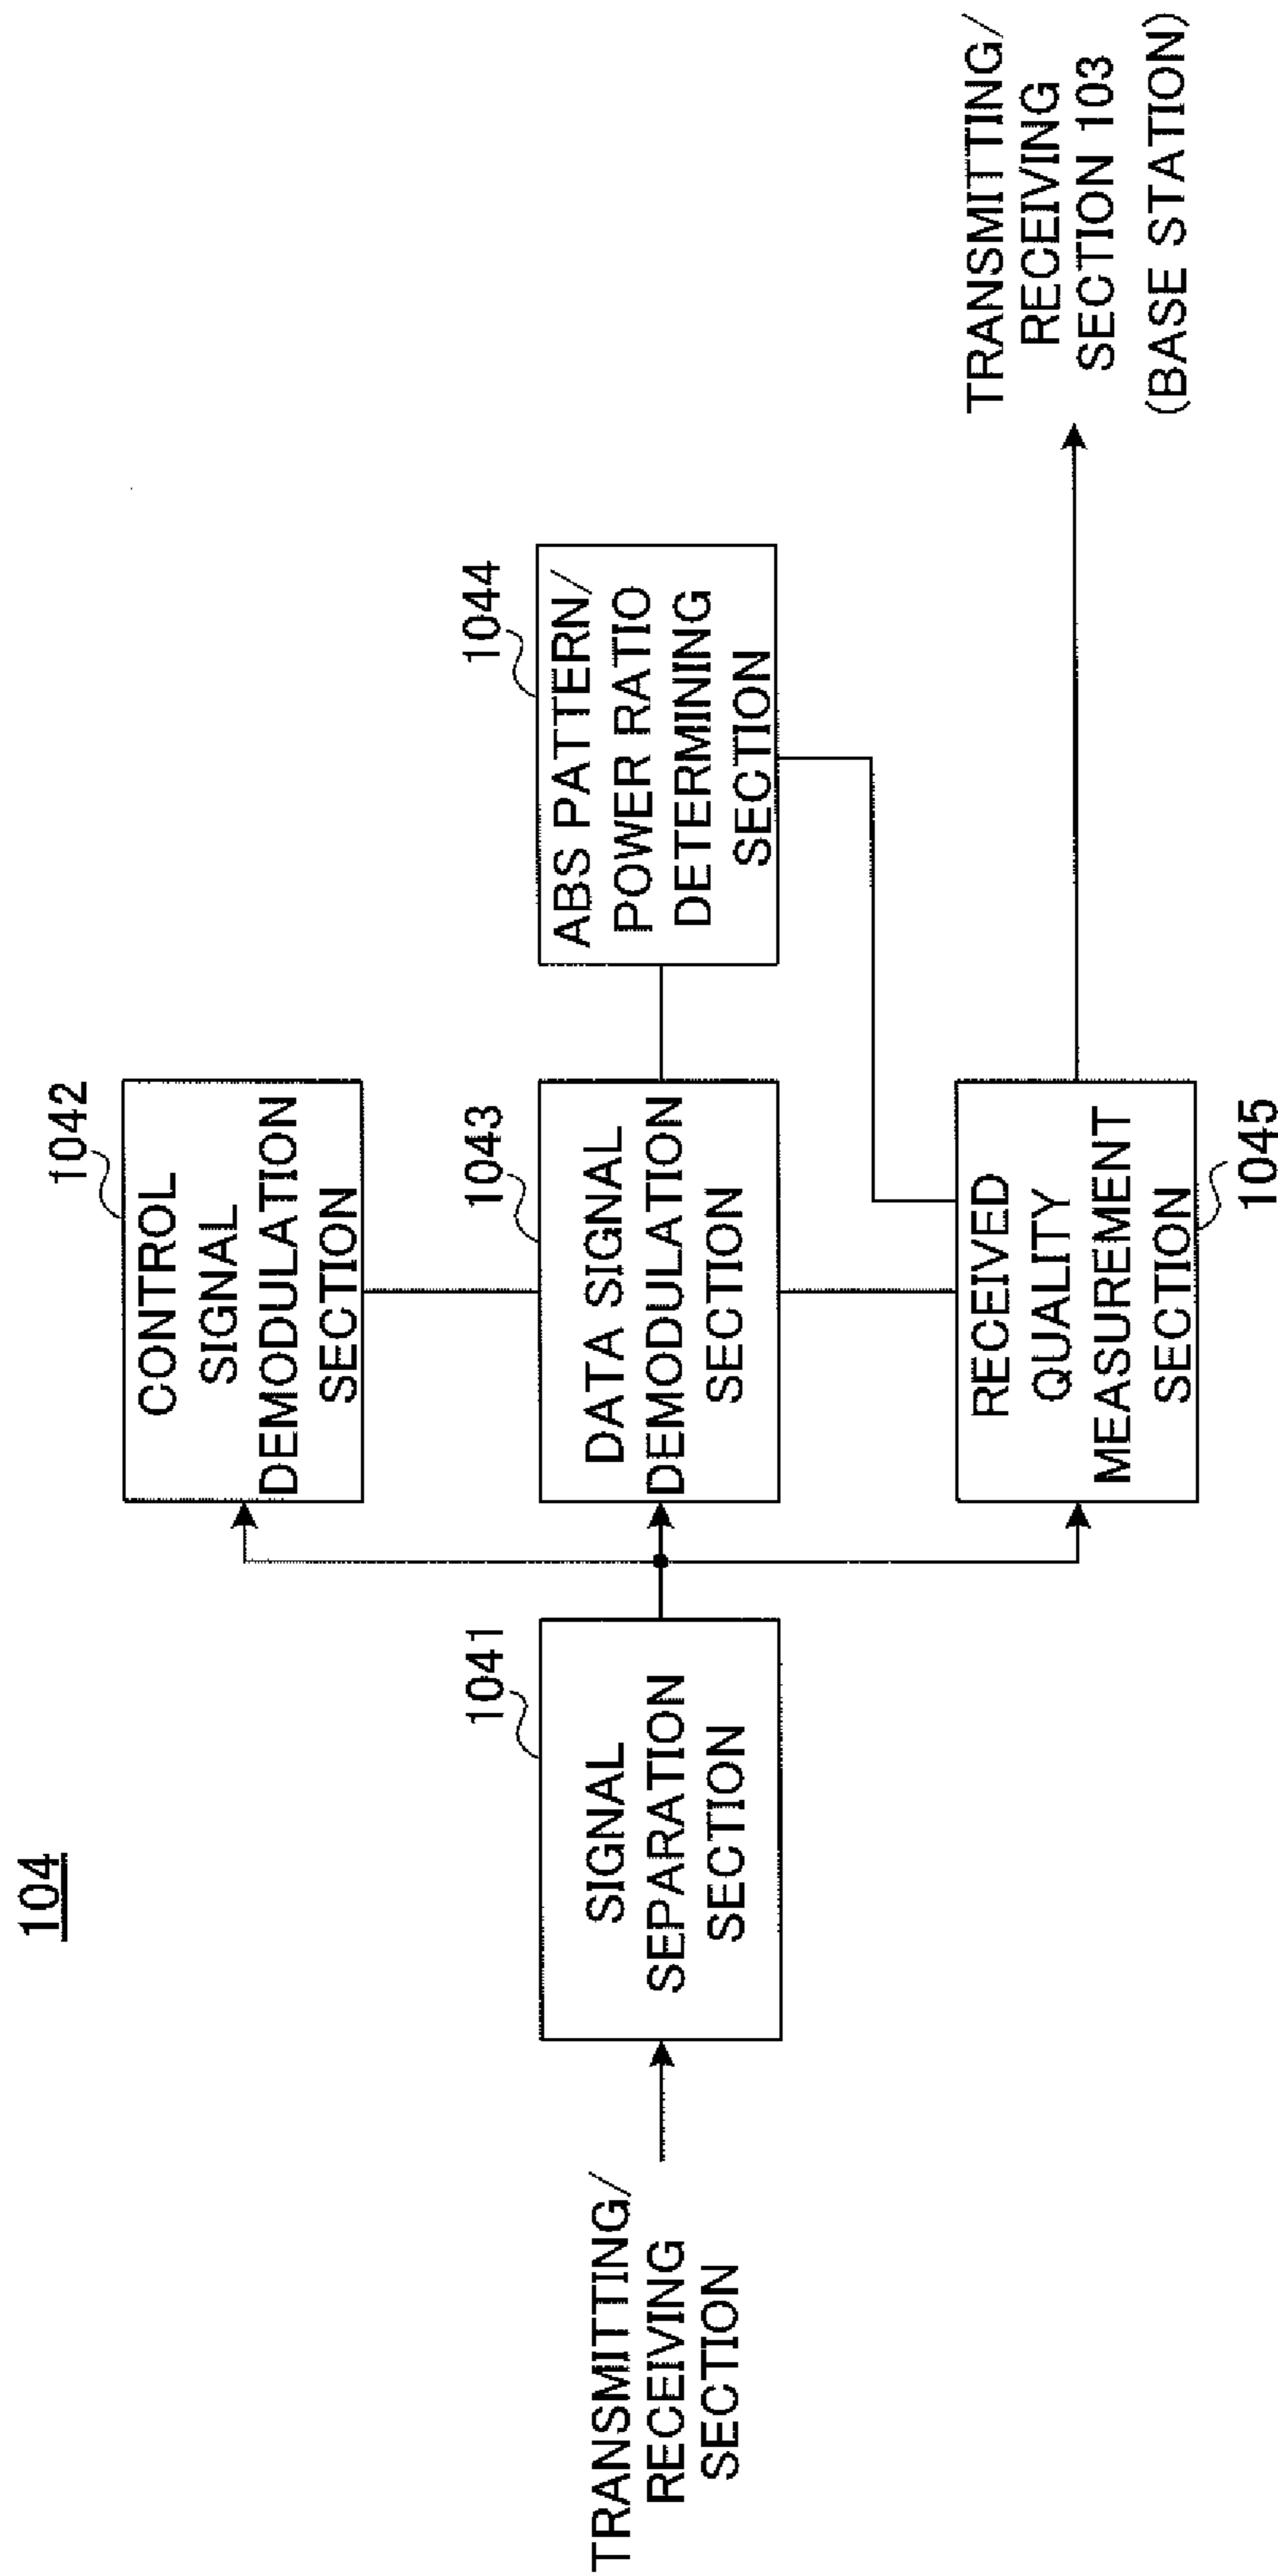 104
TRANSMITTING/
RECEIVING
SECTION
1041
SIGNAL
SEPARATION
SECTION
1042
CONTROL
SIGNAL
DEMODULATION
SECTION
1043
DATA SIGNAL
DEMODULATION
SECTION
1044
ABS PATTERN/
POWER RATIO
DETERMINING
SECTION
RECEIVED
QUALITY
MEASUREMENT
SECTION
1045
TRANSMITTING/
RECEIVING
SECTION 103
(BASE STATION)